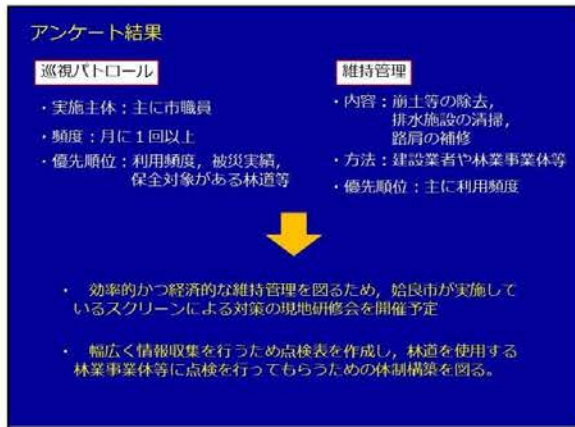 アンケート結果
巡視パトロール
・実施主体：主に市職員
・頻度：月に１回以上
・優先順位：利用頻度，被災実績，
保全対象がある林道等
維持管理
・内容：崩土等の除去，
排水施設の清掃，
路肩の補修
・方法：建設業者や林業事業体等
・優先順位：主に利用頻度
・　効率的かつ経済的な維持管理を図るため，姶良市が実施して
いるスクリーンによる対策の現地研修会を開催予定
・　幅広く情報収集を行うため点検表を作成し，林道を使用する
林業事業体等に点検を行ってもらうための体制構築を図る。